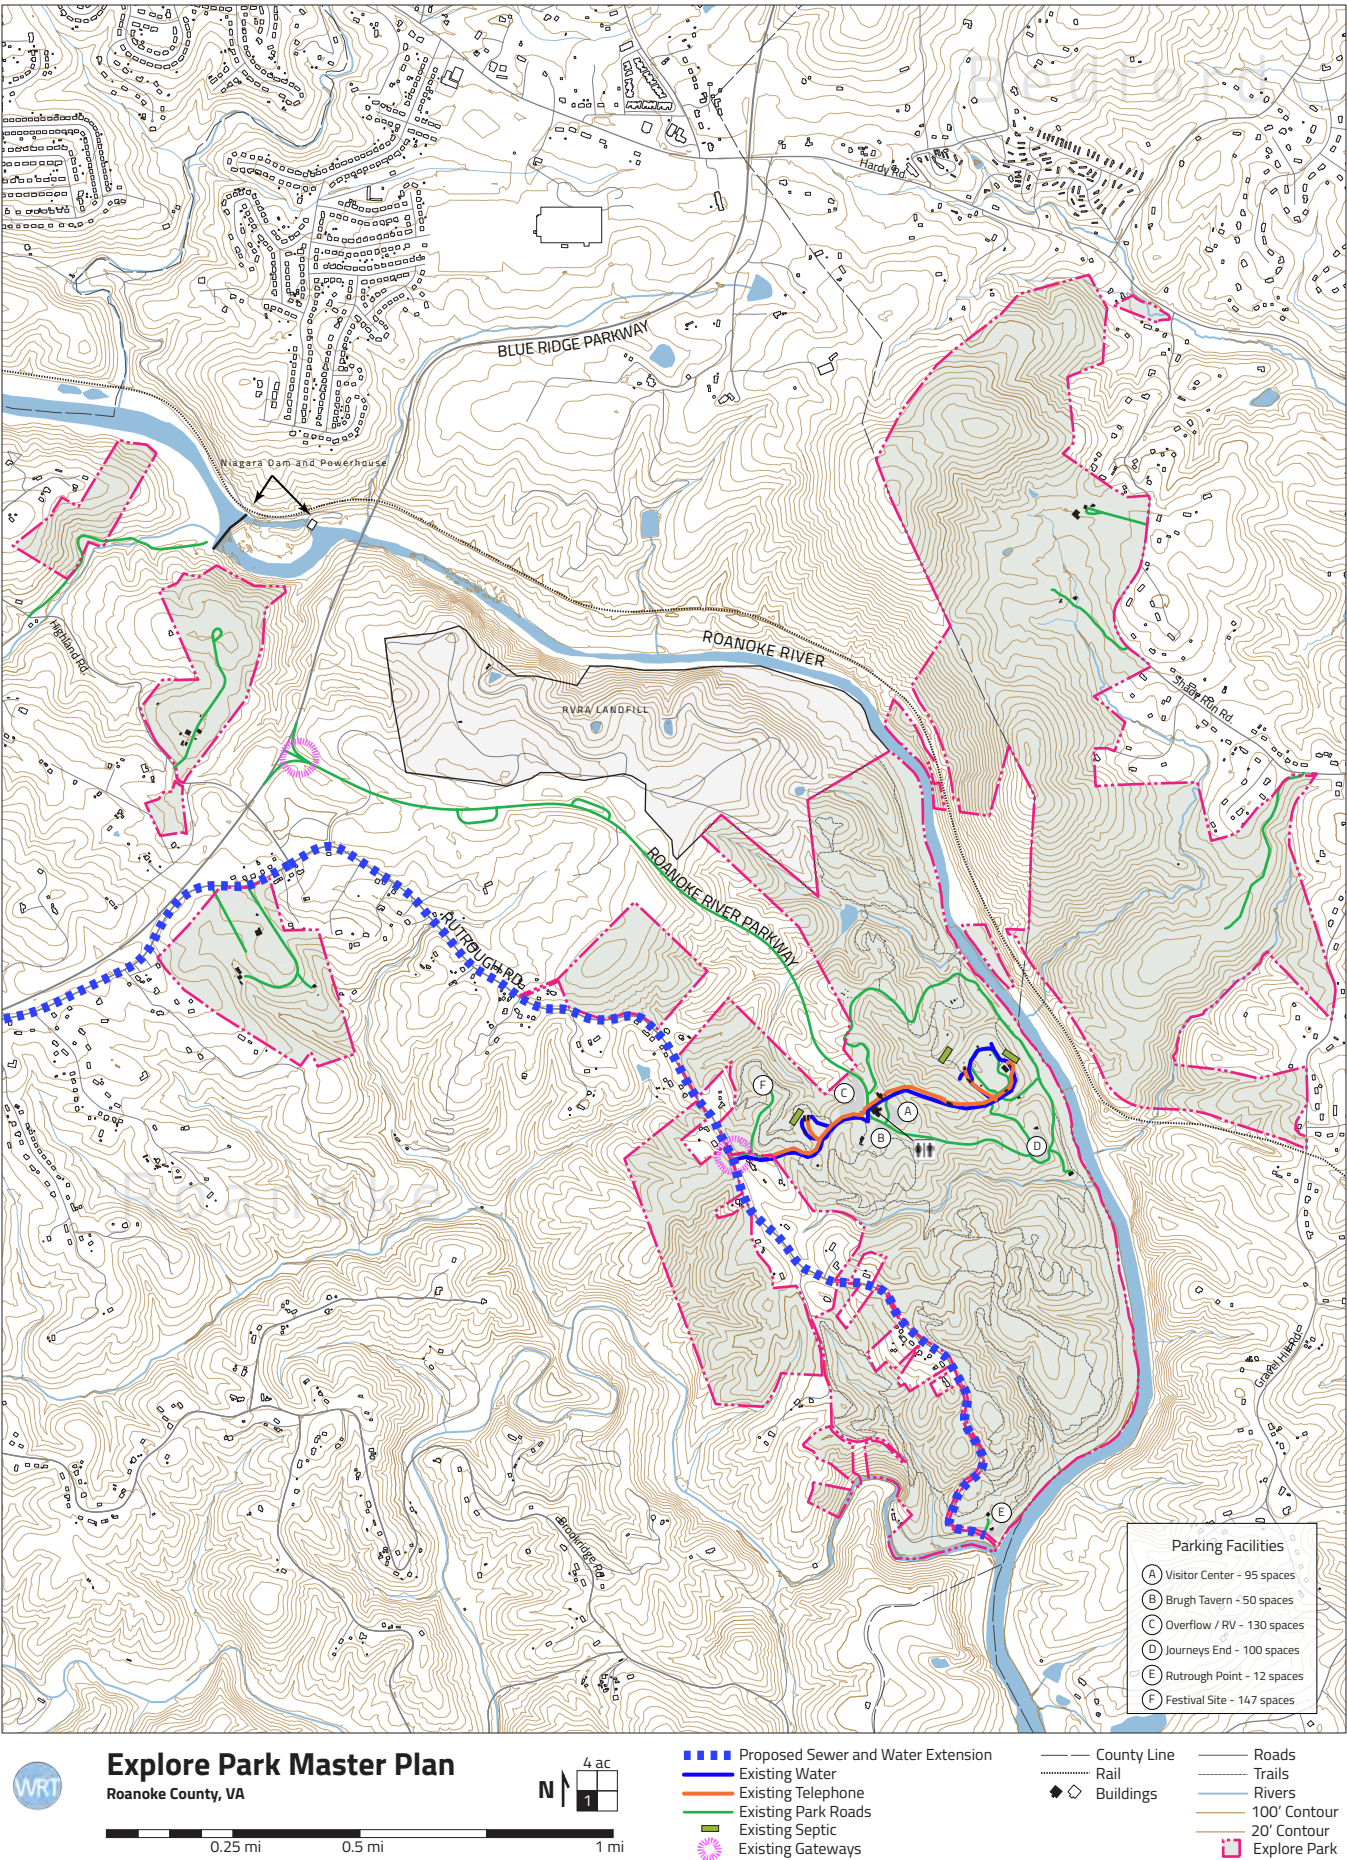 Bedford
Hardy Rd.
BLUE RIDGE PARKWAY
Niagara Dam and Powerhouse
Highland Rd.
ROANOKE RIVER
RVRA LANDFILL
Shady Run Rd.
ROANOKE RIVER PARKWAY
RUTROUGH RD.
F
C
A
B
D
Roanoke
Gravel Hill Rd.
E
Brookridge Rd.
Parking Facilities
A Visitor Center - 95 spaces
B Brugh Tavern - 50 spaces
C Overflow / RV - 130 spaces
D Journeys End - 100 spaces
E Rutrough Point - 12 spaces
F Festival Site - 147 spaces
WRT
Explore Park Master Plan
Roanoke County, VA
0.25 mi 0.5 mi 1 mi
N
4 ac
1
Proposed Sewer and Water Extension
Existing Water
Existing Telephone
Existing Park Roads
Existing Septic
Existing Gateways
County Line
Rail
Buildings
Roads
Trails
Rivers
100' Contour
20' Contour
Explore Park